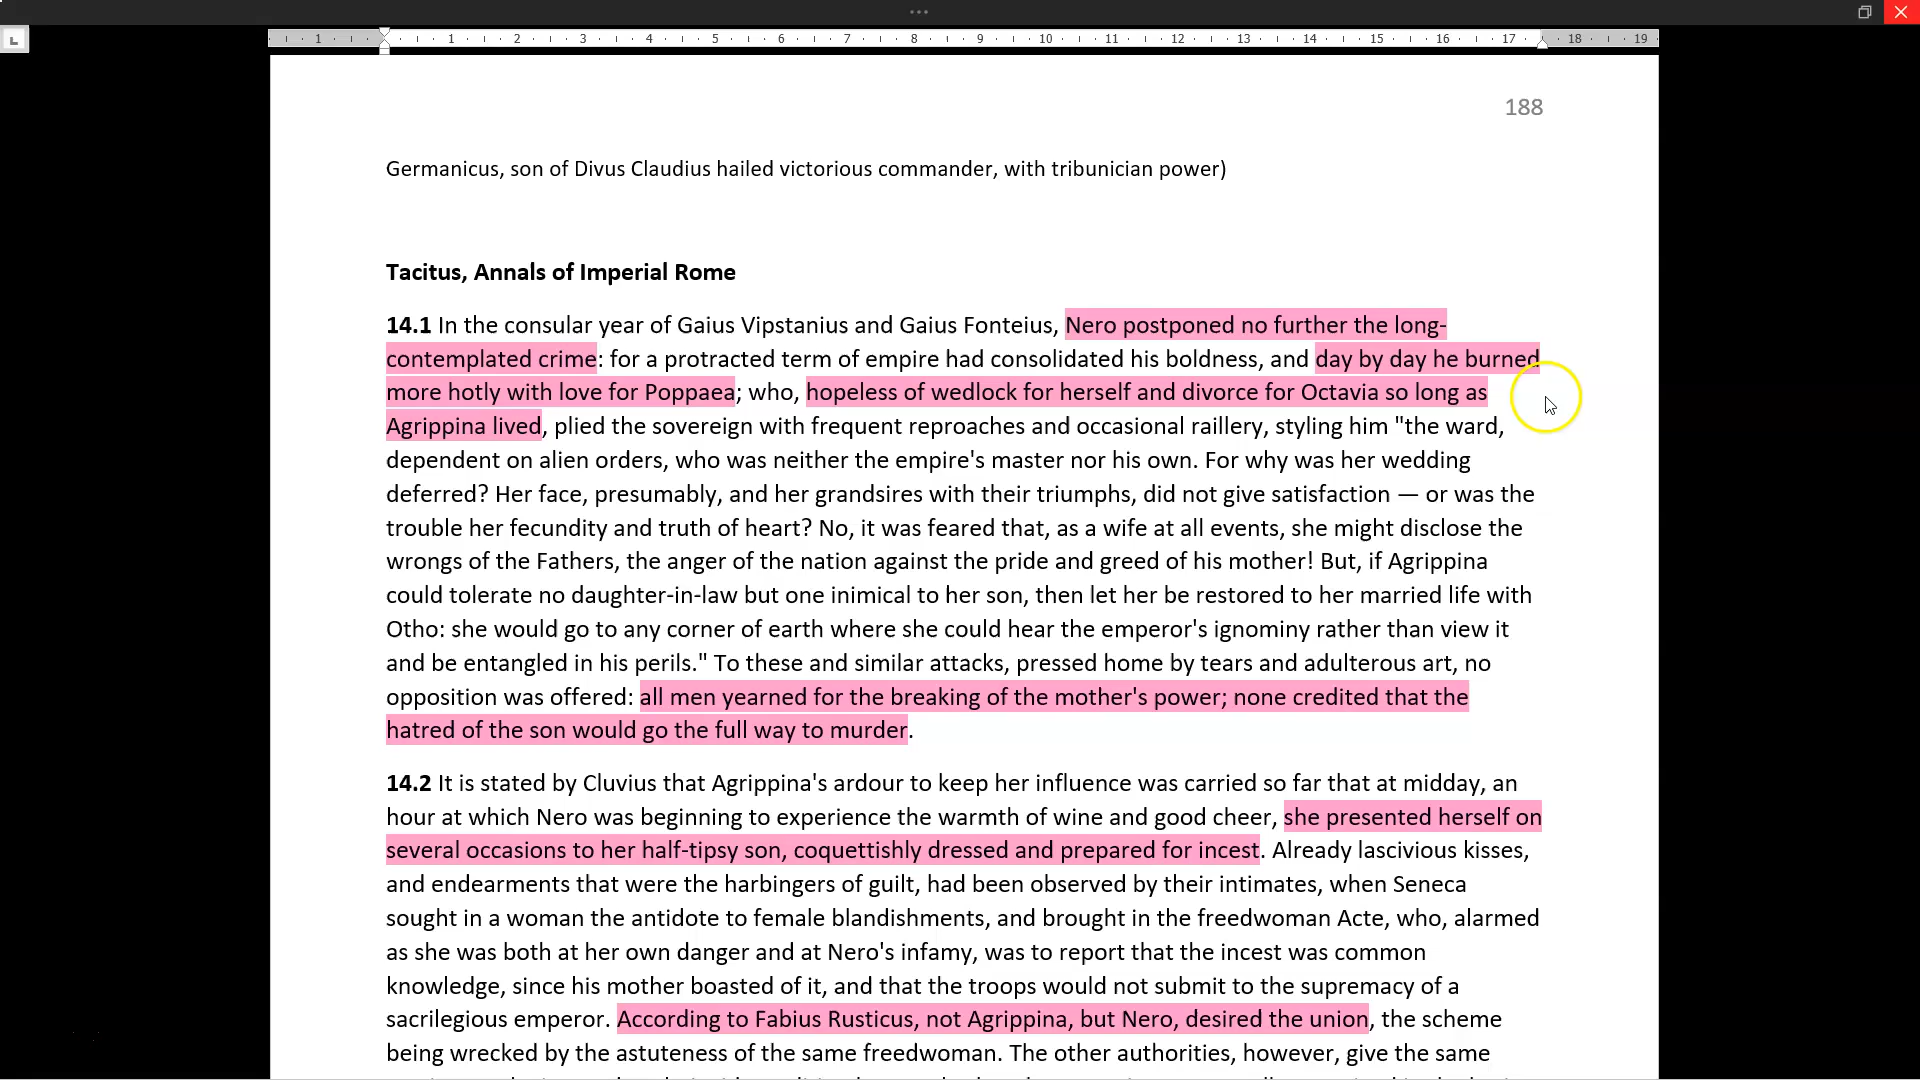 1 1 2 3 4 5 6 7 8 9 10 11 12 13 14 15 16 17 18 19
188
Germanicus, son of Divus Claudius hailed victorious commander, with tribunician power)
Tacitus, Annals of Imperial Rome
14.1 In the consular year of Gaius Vipstanius and Gaius Fonteius, Nero postponed no further the long-
contemplated crime: for a protracted term of empire had consolidated his boldness, and day by day he burned
more hotly with love for Poppaea; who, hopeless of wedlock for herself and divorce for Octavia so long as
Agrippina lived, plied the sovereign with frequent reproaches and occasional raillery, styling him "the ward,
dependent on alien orders, who was neither the empire's master nor his own. For why was her wedding
deferred? Her face, presumably, and her grandsires with their triumphs, did not give satisfaction — or was the
trouble her fecundity and truth of heart? No, it was feared that, as a wife at all events, she might disclose the
wrongs of the Fathers, the anger of the nation against the pride and greed of his mother! But, if Agrippina
could tolerate no daughter-in-law but one inimical to her son, then let her be restored to her married life with
Otho: she would go to any corner of earth where she could hear the emperor's ignominy rather than view it
and be entangled in his perils." To these and similar attacks, pressed home by tears and adulterous art, no
opposition was offered: all men yearned for the breaking of the mother's power; none credited that the
hatred of the son would go the full way to murder.
14.2 It is stated by Cluvius that Agrippina's ardour to keep her influence was carried so far that at midday, an
hour at which Nero was beginning to experience the warmth of wine and good cheer, she presented herself on
several occasions to her half-tipsy son, coquettishly dressed and prepared for incest. Already lascivious kisses,
and endearments that were the harbingers of guilt, had been observed by their intimates, when Seneca
sought in a woman the antidote to female blandishments, and brought in the freedwoman Acte, who, alarmed
as she was both at her own danger and at Nero's infamy, was to report that the incest was common
knowledge, since his mother boasted of it, and that the troops would not submit to the supremacy of a
sacrilegious emperor. According to Fabius Rusticus, not Agrippina, but Nero, desired the union, the scheme
being wrecked by the astuteness of the same freedwoman. The other authorities, however, give the same